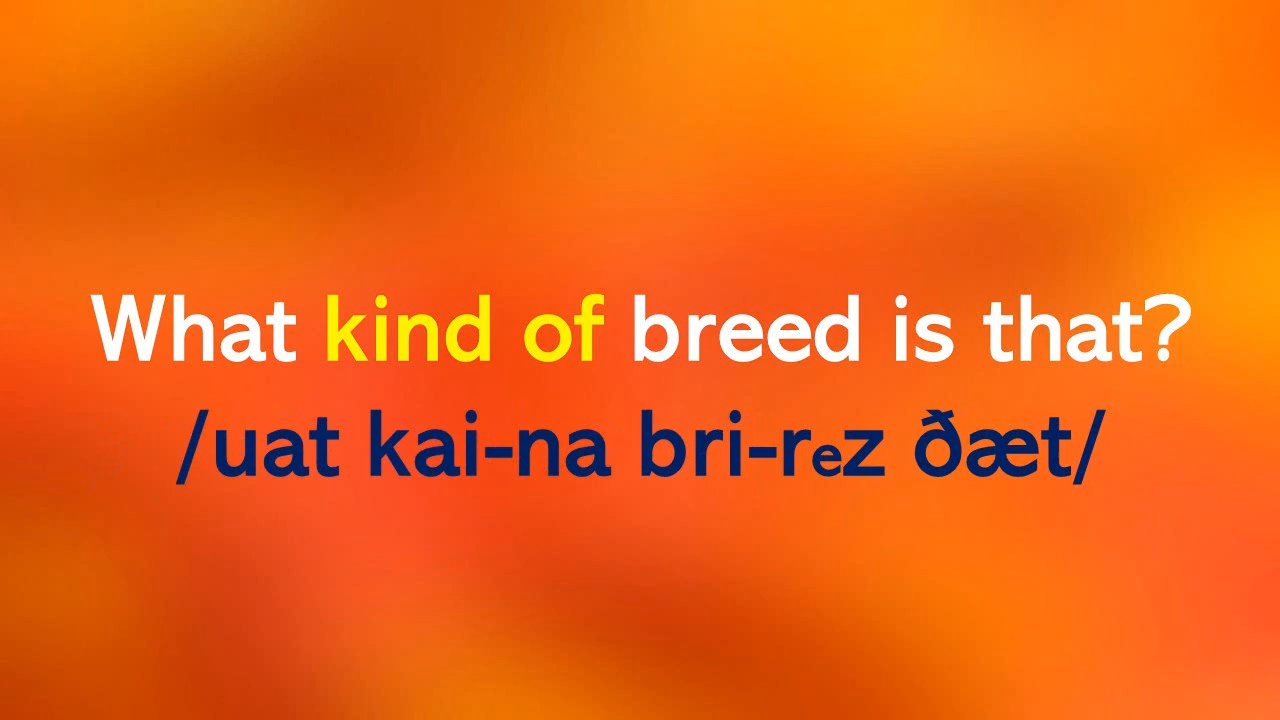 What kind of breed is that?
/uat kai-na bri-rez ðæt/